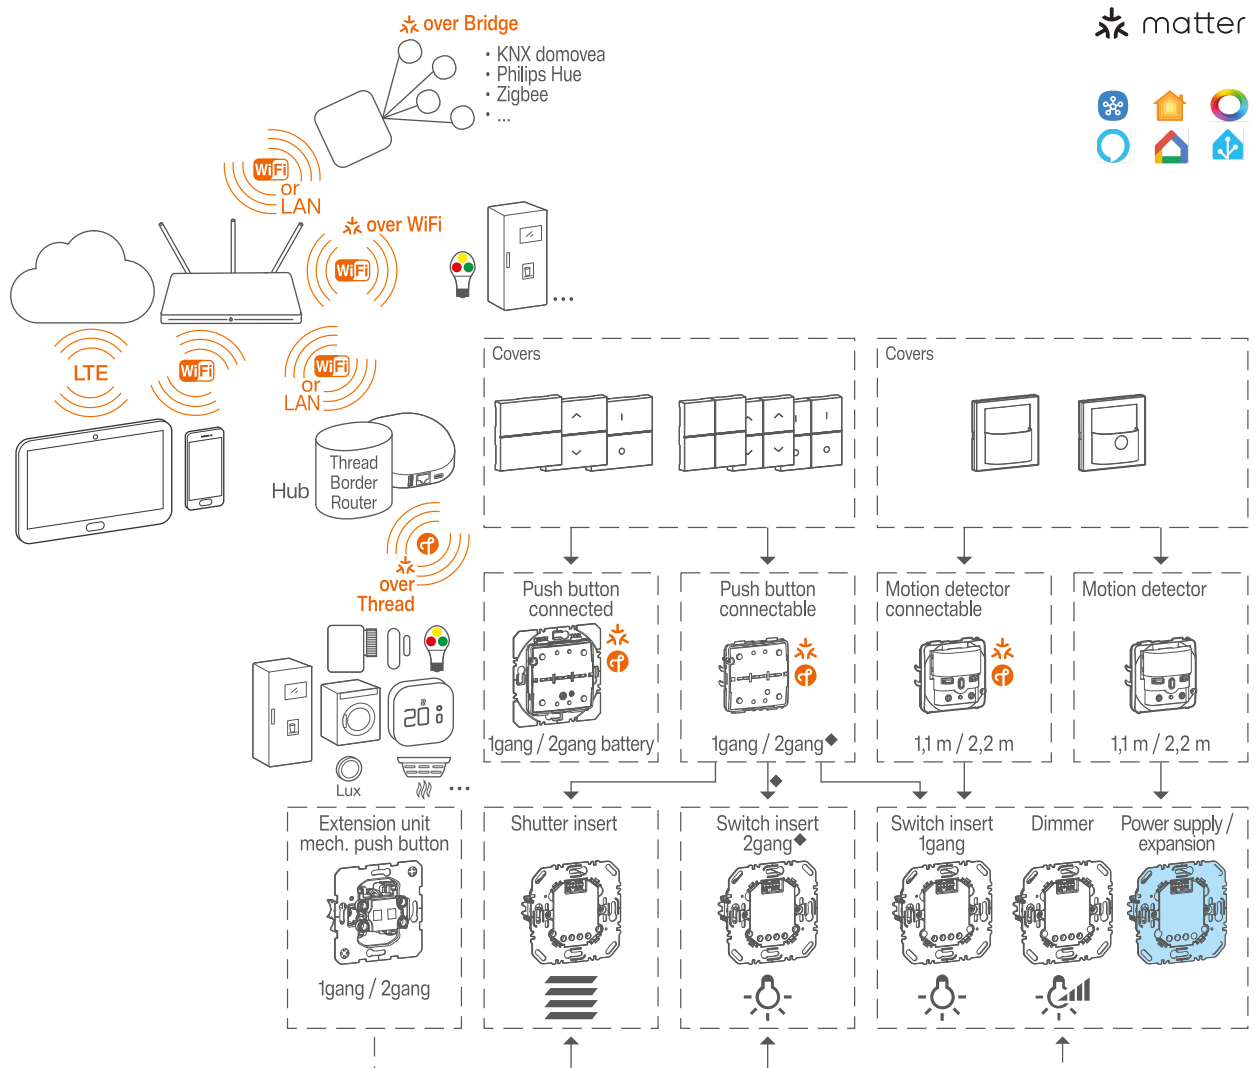 over Bridge
• KNX domovea
• Philips Hue
• Zigbee
• ...
matter
WiFi
or
LAN
over WiFi
WiFi
...
LTE
WiFi
WiFi
or
LAN
Hub
Thread
Border
Router
over
Thread
20
Lux
...
Covers
Covers
Push button
connected
1gang / 2gang battery
Push button
connectable
1gang / 2gang◆
Motion detector
connectable
1,1 m / 2,2 m
Motion detector
1,1 m / 2,2 m
◆
Extension unit
mech. push button
1gang / 2gang
Shutter insert
Switch insert
2gang◆
Switch insert
1gang
Dimmer
Power supply /
expansion